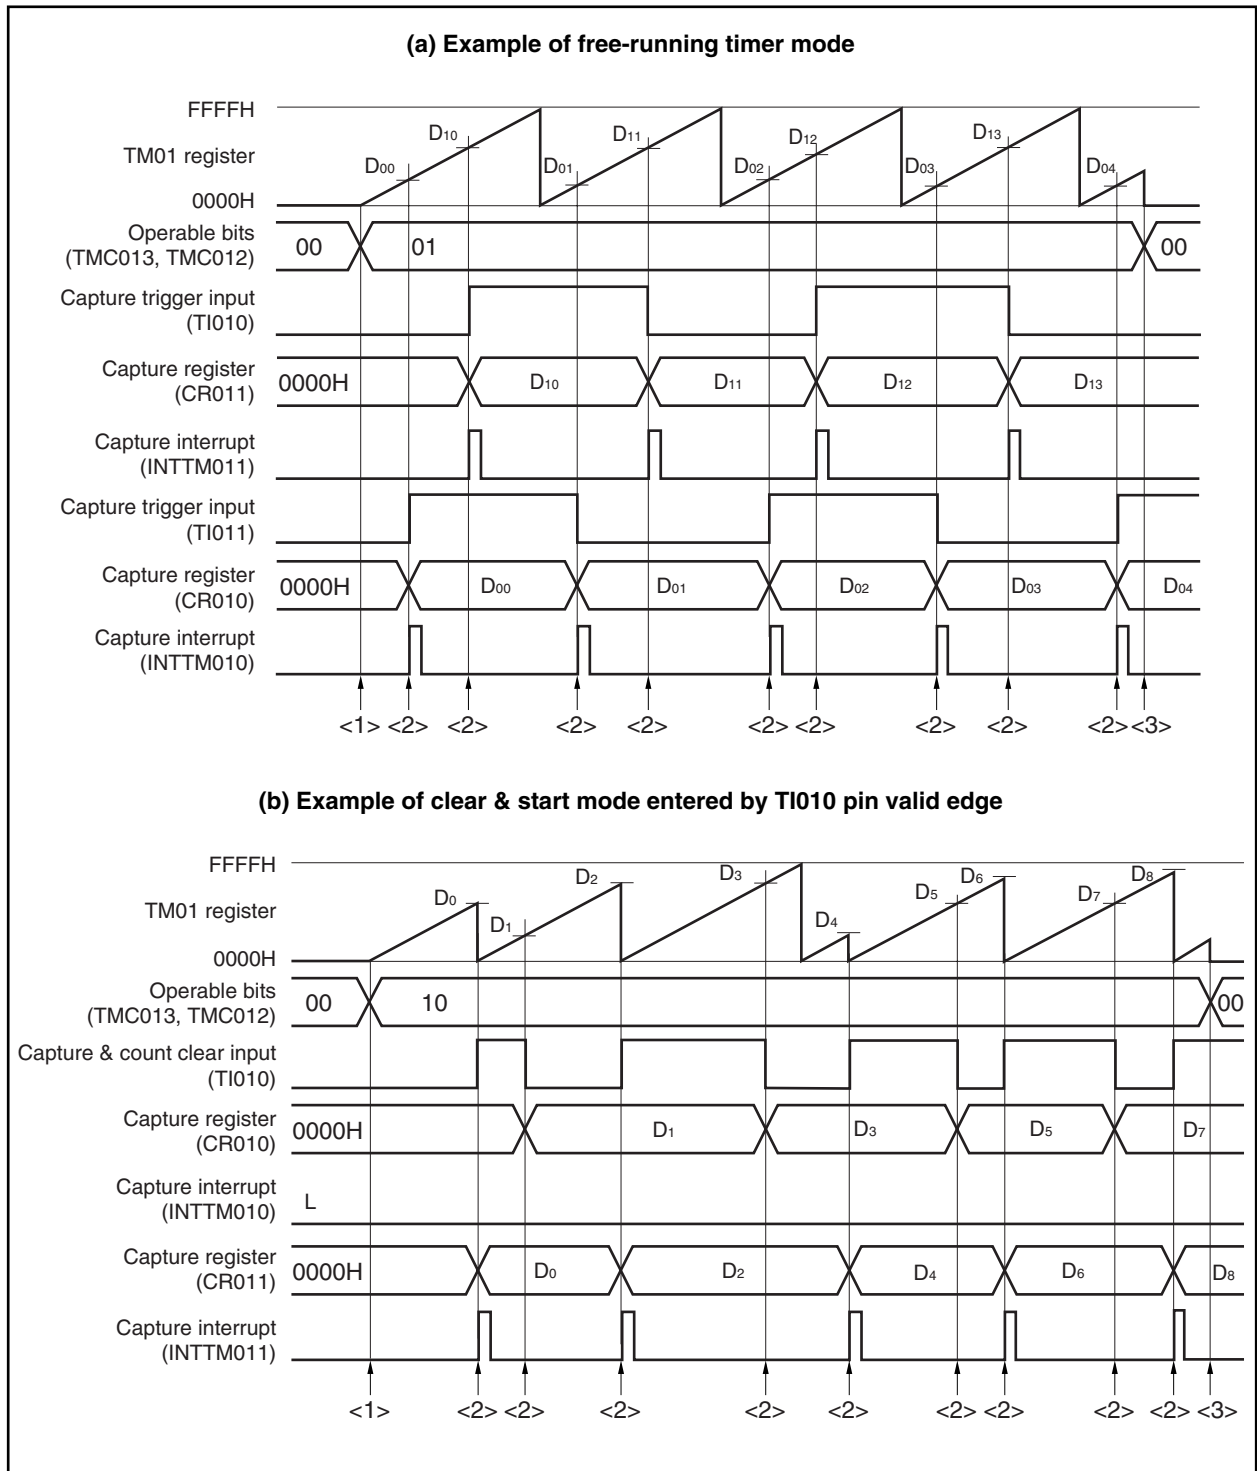 (a) Example of free-running timer mode
FFFFH
TM01 register
0000H
D00
D10
D01
D11
D02
D12
D03
D13
D04
Operable bits
(TMC013, TMC012)
00
01
00
Capture trigger input
(TI010)
Capture register
(CR011)
0000H
D10
D11
D12
D13
Capture interrupt
(INTTM011)
Capture trigger input
(TI011)
Capture register
(CR010)
0000H
D00
D01
D02
D03
D04
Capture interrupt
(INTTM010)
<1> <2> <2> <2> <2> <2> <2> <2> <2> <2> <3>
(b) Example of clear & start mode entered by TI010 pin valid edge
FFFFH
TM01 register
0000H
D0
D1
D2
D3
D4
D5
D6
D7
D8
Operable bits
(TMC013, TMC012)
00
10
00
Capture & count clear input
(TI010)
Capture register
(CR010)
0000H
D1
D3
D5
D7
Capture interrupt
(INTTM010)
L
Capture register
(CR011)
0000H
D0
D2
D4
D6
D8
Capture interrupt
(INTTM011)
<1> <2> <2> <2> <2> <2> <2> <2> <2> <2> <3>